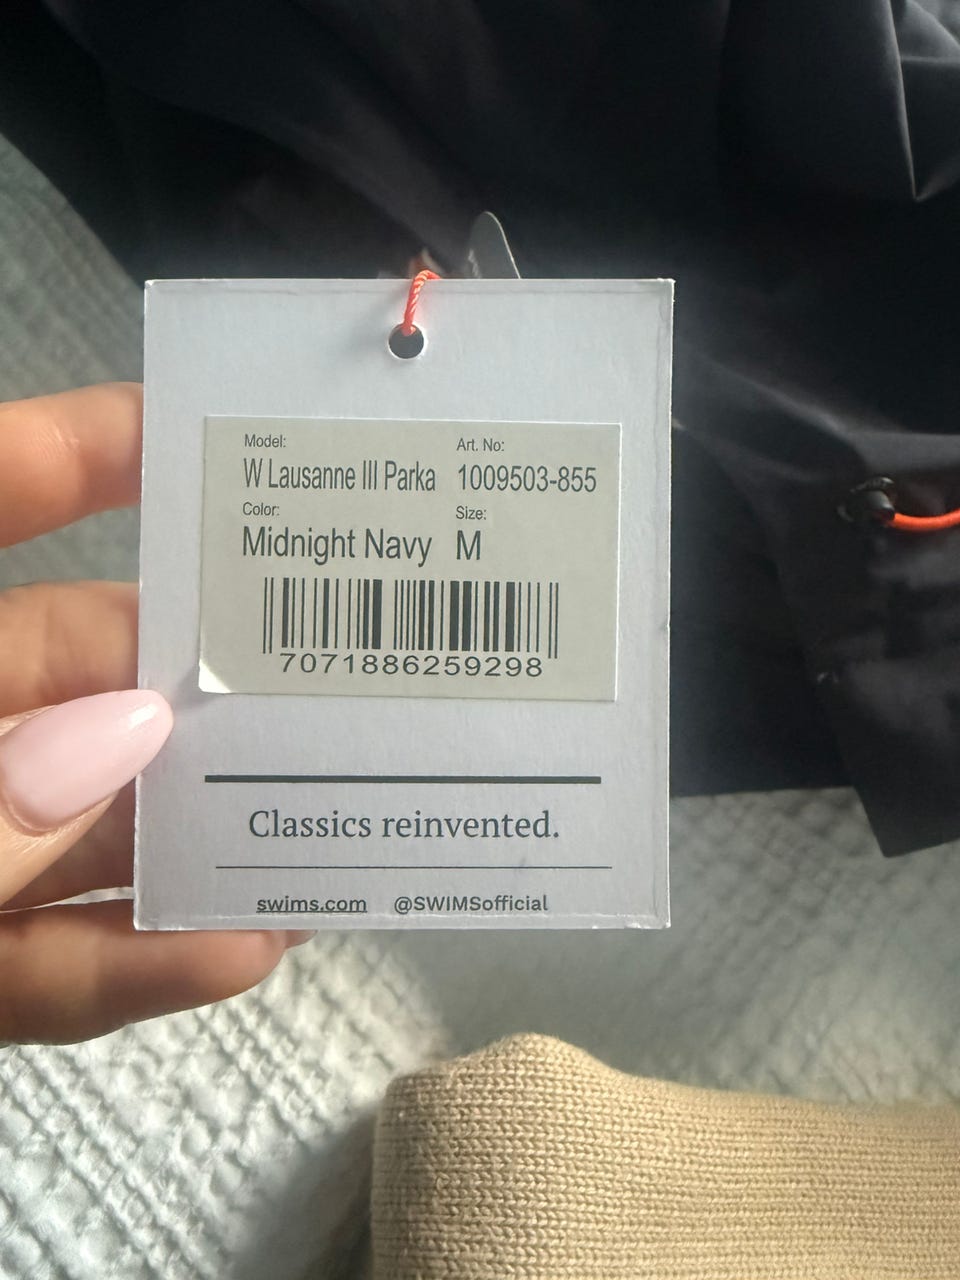 Model: Art. No:
W Lausanne III Parka 1009503-855
Color: Size:
Midnight Navy M
7071886259298
Classics reinvented.
swims.com @SWIMSofficial